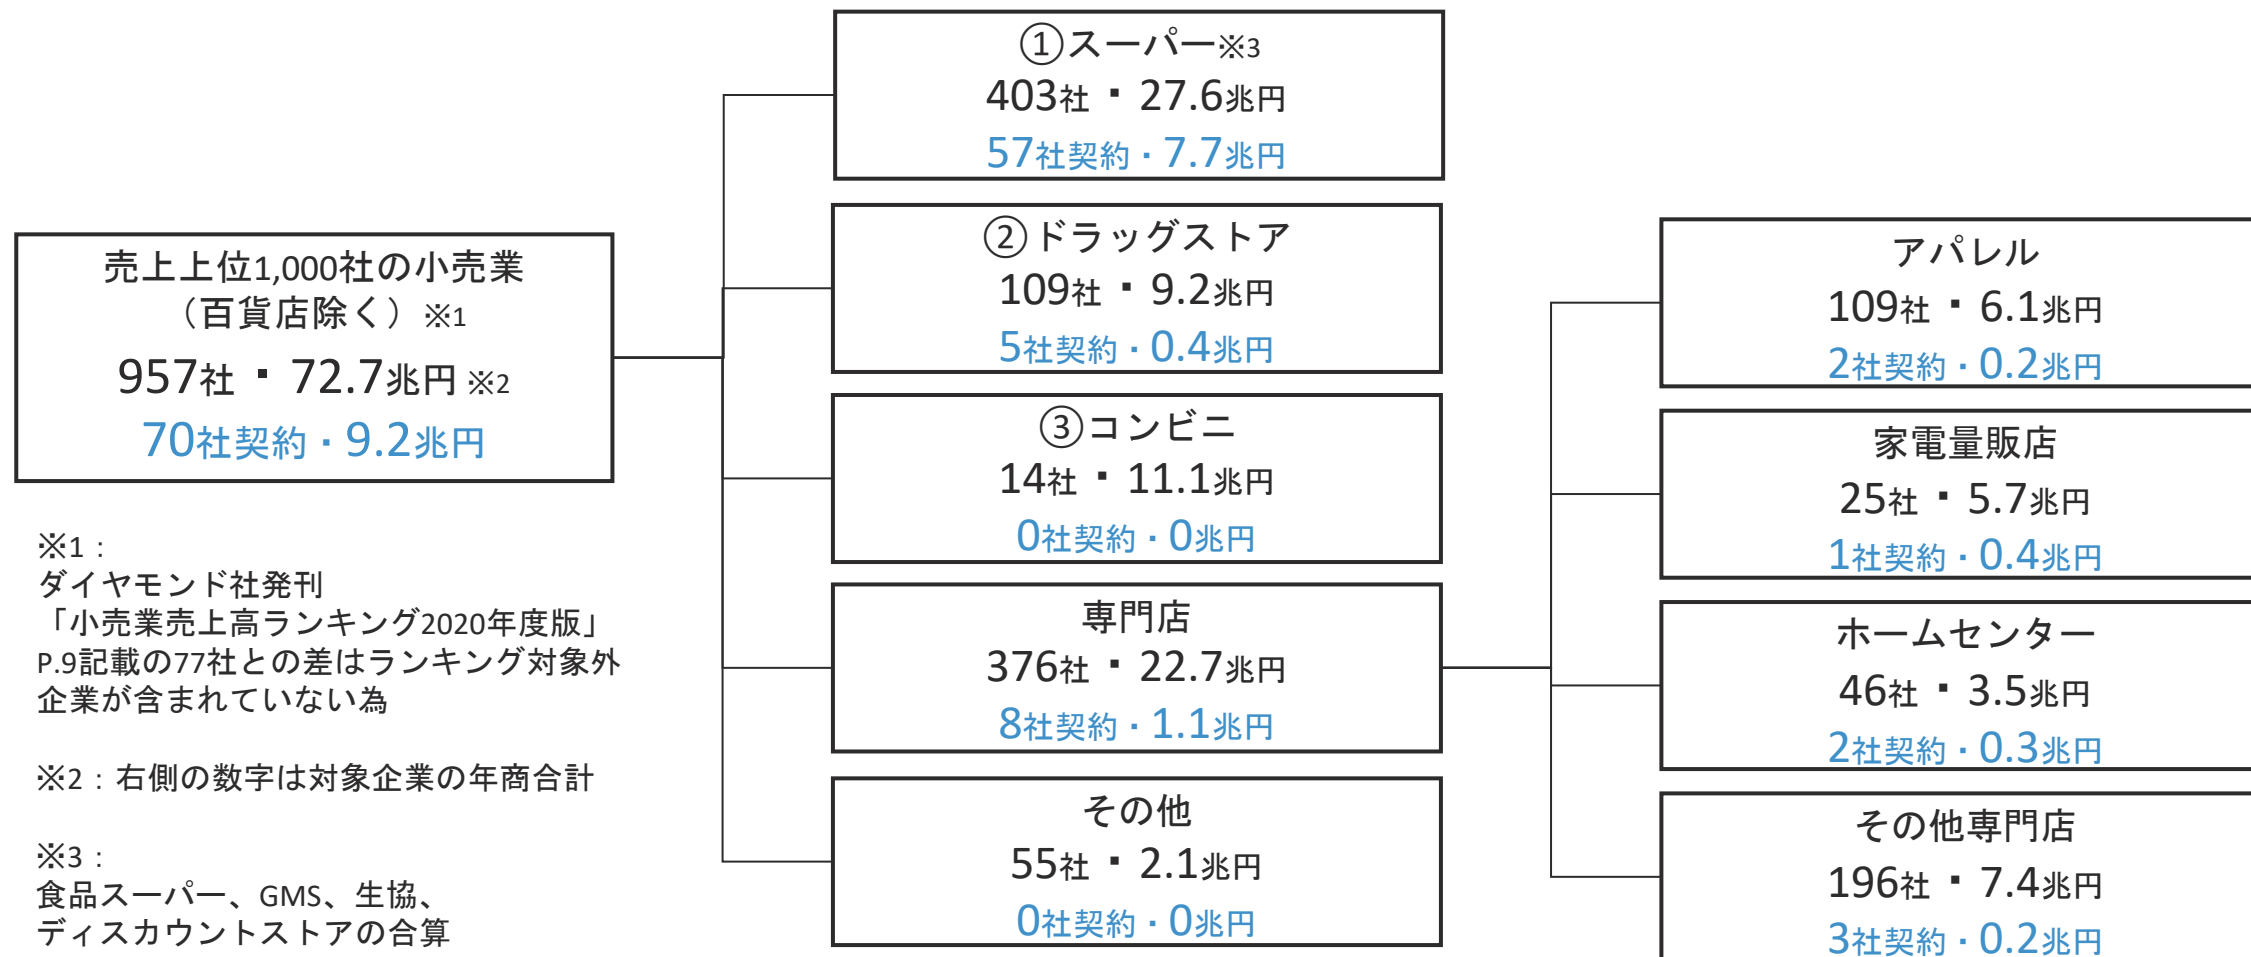 売上上位1,000社の小売業
（百貨店除く）※1
957社・72.7兆円 ※2
70社契約・9.2兆円
※1：
ダイヤモンド社発刊
「小売業売上高ランキング2020年度版」
P.9記載の77社との差はランキング対象外
企業が含まれていない為
※2：右側の数字は対象企業の年商合計
※3：
食品スーパー、GMS、生協、
ディスカウントストアの合算
①スーパー※3
403社・27.6兆円
57社契約・7.7兆円
②ドラッグストア
109社・9.2兆円
5社契約・0.4兆円
③コンビニ
14社・11.1兆円
0社契約・0兆円
専門店
376社・22.7兆円
8社契約・1.1兆円
その他
55社・2.1兆円
0社契約・0兆円
アパレル
109社・6.1兆円
2社契約・0.2兆円
家電量販店
25社・5.7兆円
1社契約・0.4兆円
ホームセンター
46社・3.5兆円
2社契約・0.3兆円
その他専門店
196社・7.4兆円
3社契約・0.2兆円